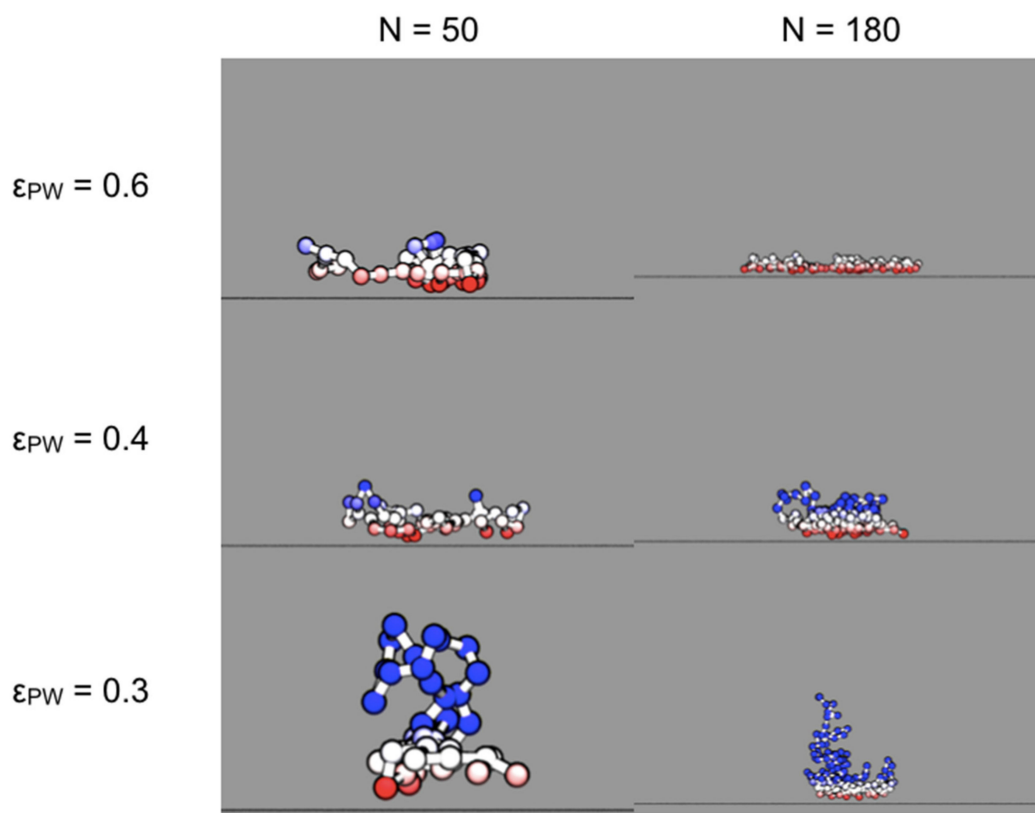 N = 50
N = 180
εPW = 0.6
εPW = 0.4
εPW = 0.3